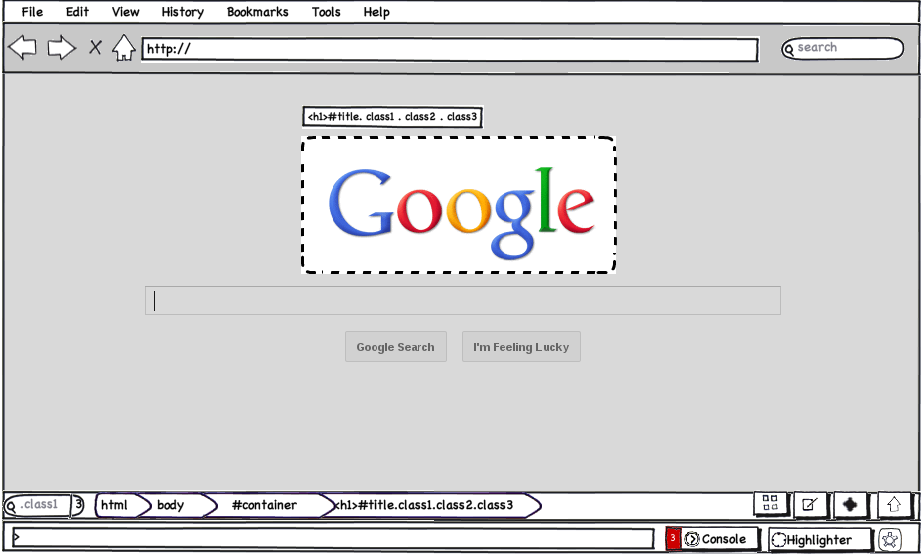 File Edit View History Bookmarks Tools Help
http:// search
<h1>#title. class1 . class2 . class3
Google
Google Search I'm Feeling Lucky
.class1 3 html body #container <h1>#title.class1.class2.class3
> 3 Console Highlighter